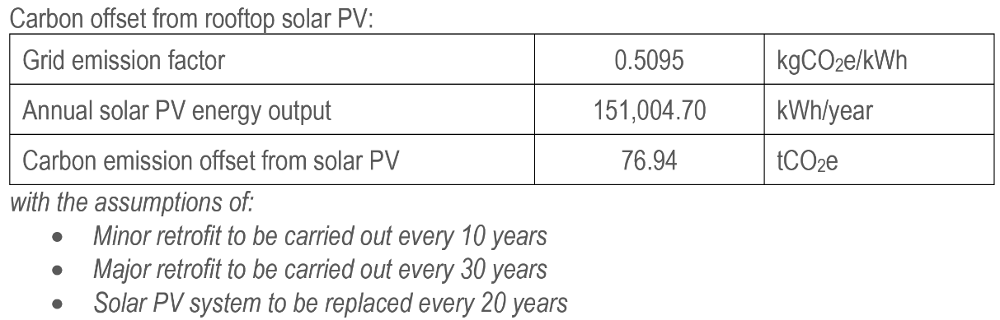 Carbon offset from rooftop solar PV:
Grid emission factor 0.5095 kgCO₂e/kWh
Annual solar PV energy output 151,004.70 kWh/year
Carbon emission offset from solar PV 76.94 tCO₂e
with the assumptions of:
• Minor retrofit to be carried out every 10 years
• Major retrofit to be carried out every 30 years
• Solar PV system to be replaced every 20 years